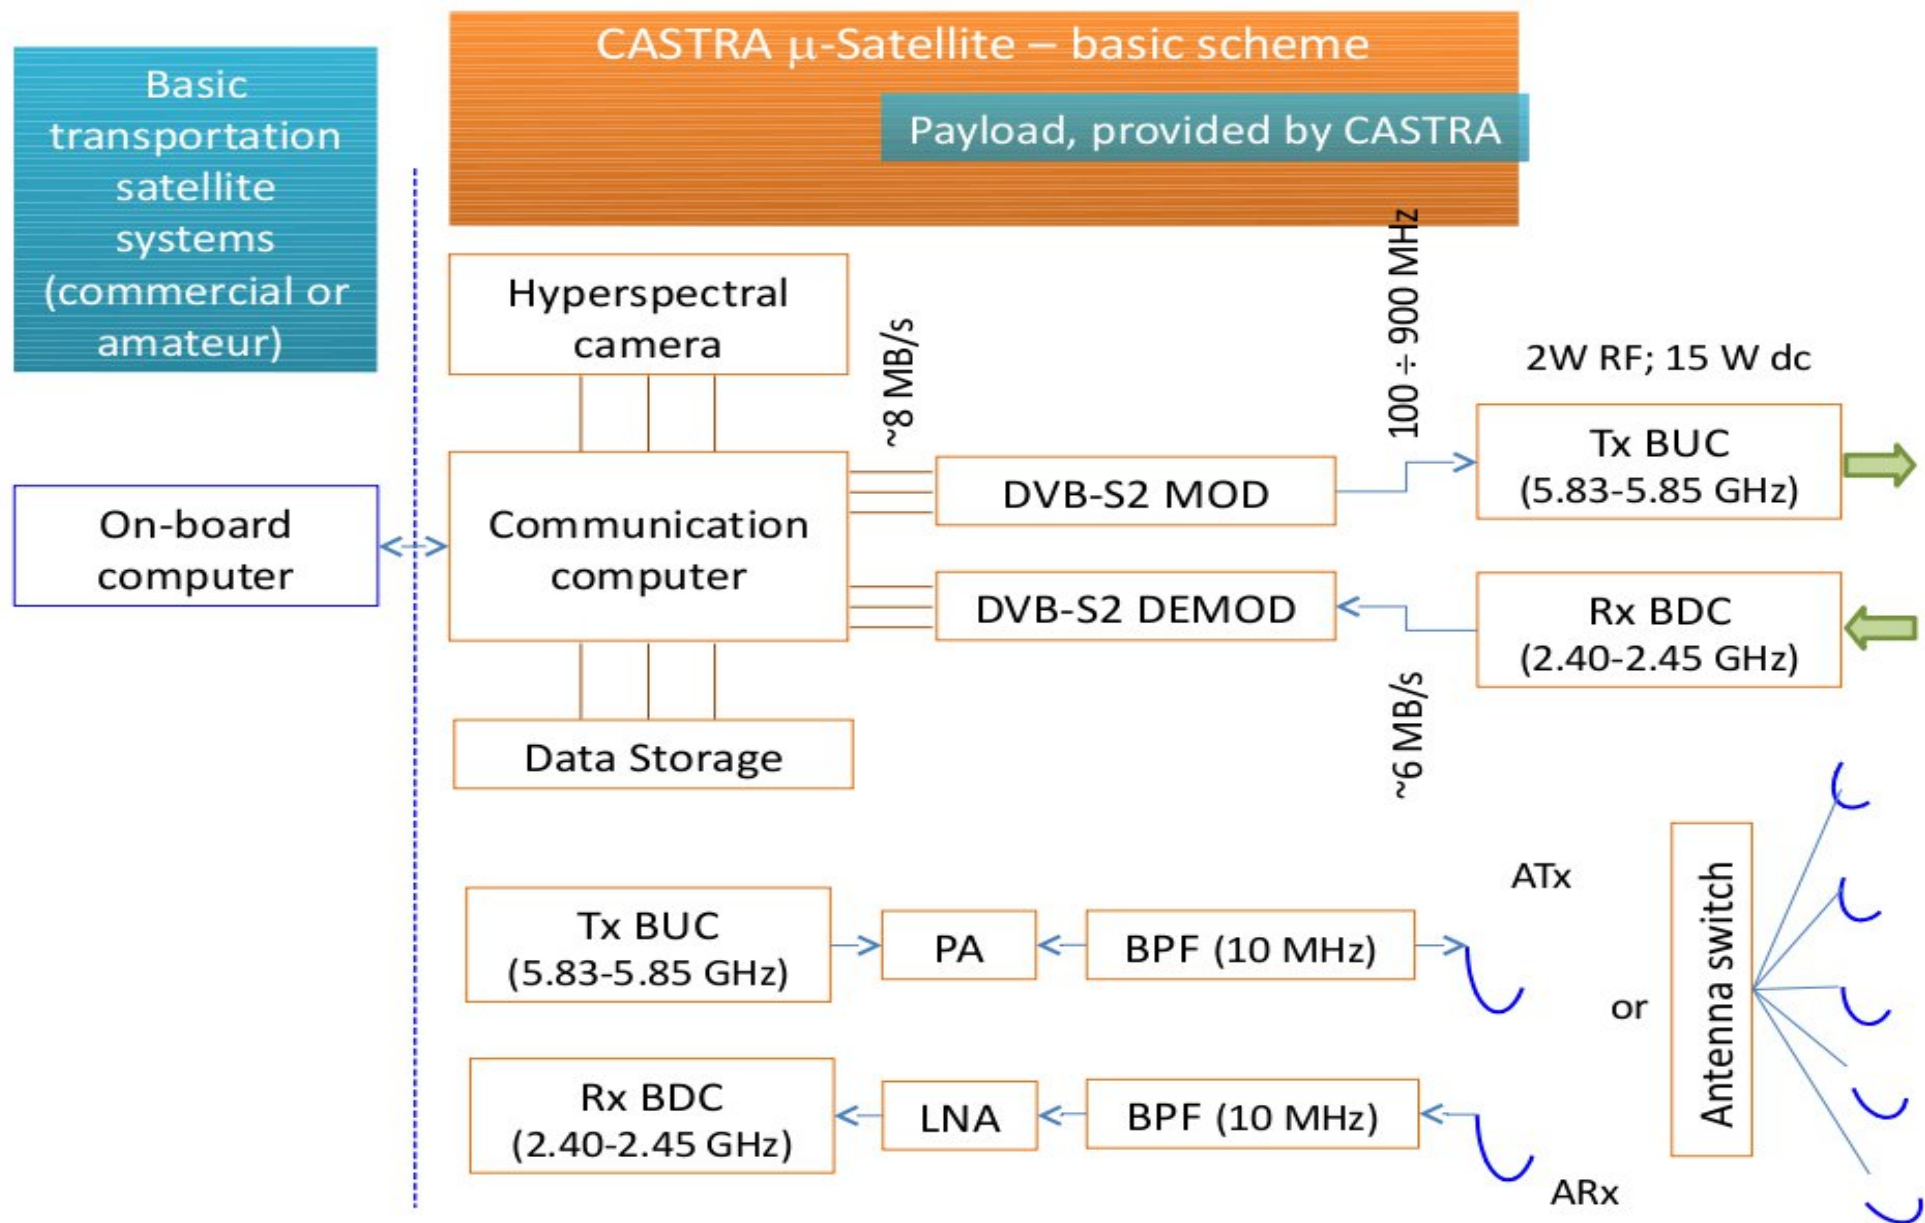 CASTRA μ-Satellite – basic scheme
Payload, provided by CASTRA
Basic
transportation
satellite
systems
(commercial or
amateur)
Hyperspectral
camera
~8 MB/s
100 ÷ 900 MHz
2W RF; 15 W dc
Tx BUC
(5.83-5.85 GHz)
On-board
computer
Communication
computer
DVB-S2 MOD
DVB-S2 DEMOD
Rx BDC
(2.40-2.45 GHz)
~6 MB/s
Data Storage
Tx BUC
(5.83-5.85 GHz)
PA
BPF (10 MHz)
ATx
or
Antenna switch
Rx BDC
(2.40-2.45 GHz)
LNA
BPF (10 MHz)
ARx